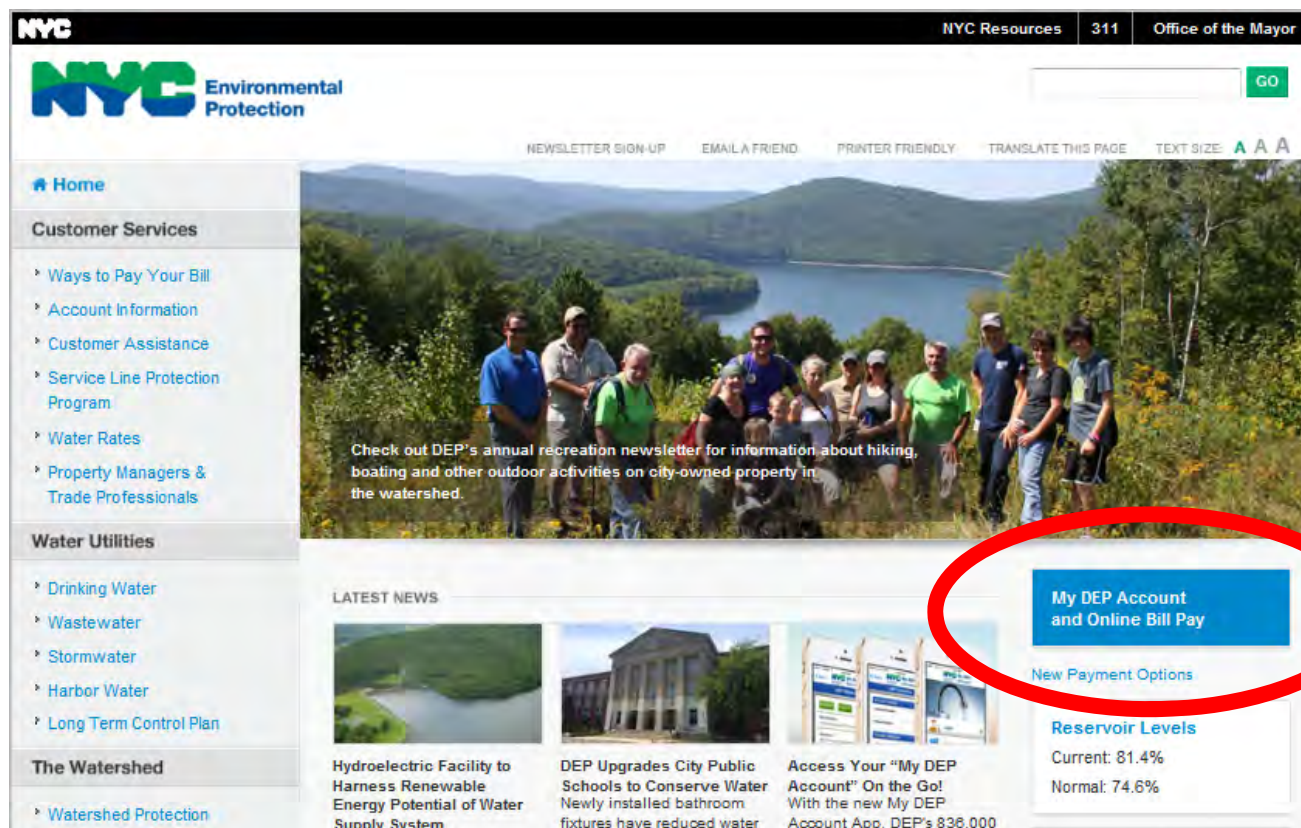 NYC
NYC Resources
311
Office of the Mayor
NYC Environmental
Protection
GO
NEWSLETTER SIGN-UP
EMAIL A FRIEND
PRINTER FRIENDLY
TRANSLATE THIS PAGE
TEXT SIZE: A A A
Home
Customer Services
Ways to Pay Your Bill
Account Information
Customer Assistance
Service Line Protection
Program
Water Rates
Property Managers &
Trade Professionals
Water Utilities
Drinking Water
Wastewater
Stormwater
Harbor Water
Long Term Control Plan
The Watershed
Watershed Protection
Check out DEP's annual recreation newsletter for information about hiking,
boating and other outdoor activities on city-owned property in
the watershed.
LATEST NEWS
Hydroelectric Facility to
Harness Renewable
Energy Potential of Water
Supply System
DEP Upgrades City Public
Schools to Conserve Water
Newly installed bathroom
fixtures have reduced water
Access Your “My DEP
Account” On the Go!
With the new My DEP
Account App, DEP's 836,000
My DEP Account
and Online Bill Pay
New Payment Options
Reservoir Levels
Current: 81.4%
Normal: 74.6%